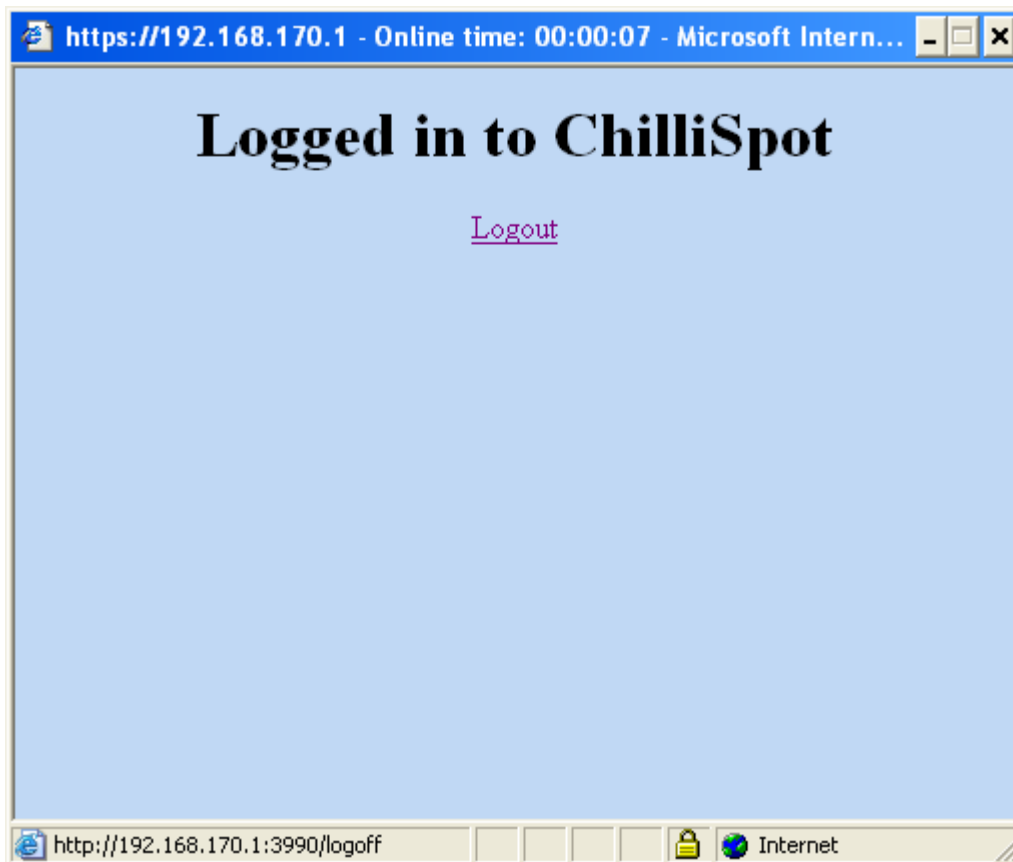 https://192.168.170.1 - Online time: 00:00:07 - Microsoft Intern...
Logged in to ChilliSpot
Logout
http://192.168.170.1:3990/logoff
Internet